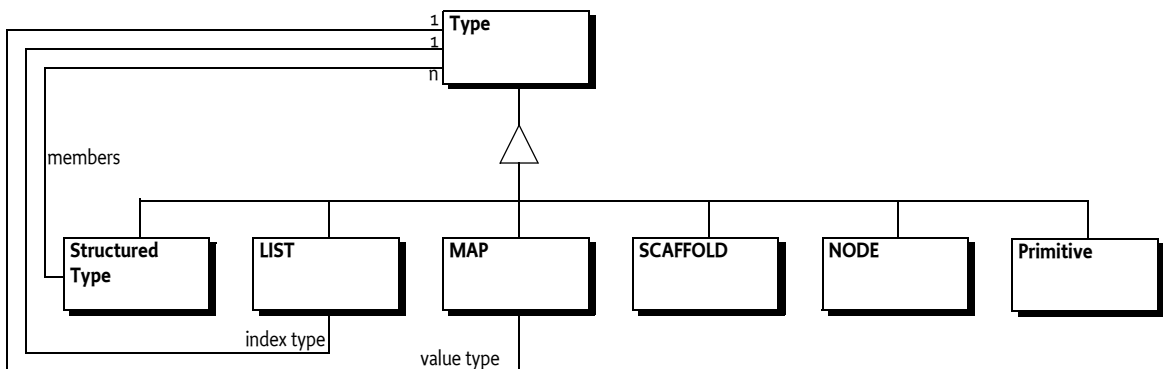 1
Type
1
n
members
Structured
Type
LIST
MAP
SCAFFOLD
NODE
Primitive
index type
value type